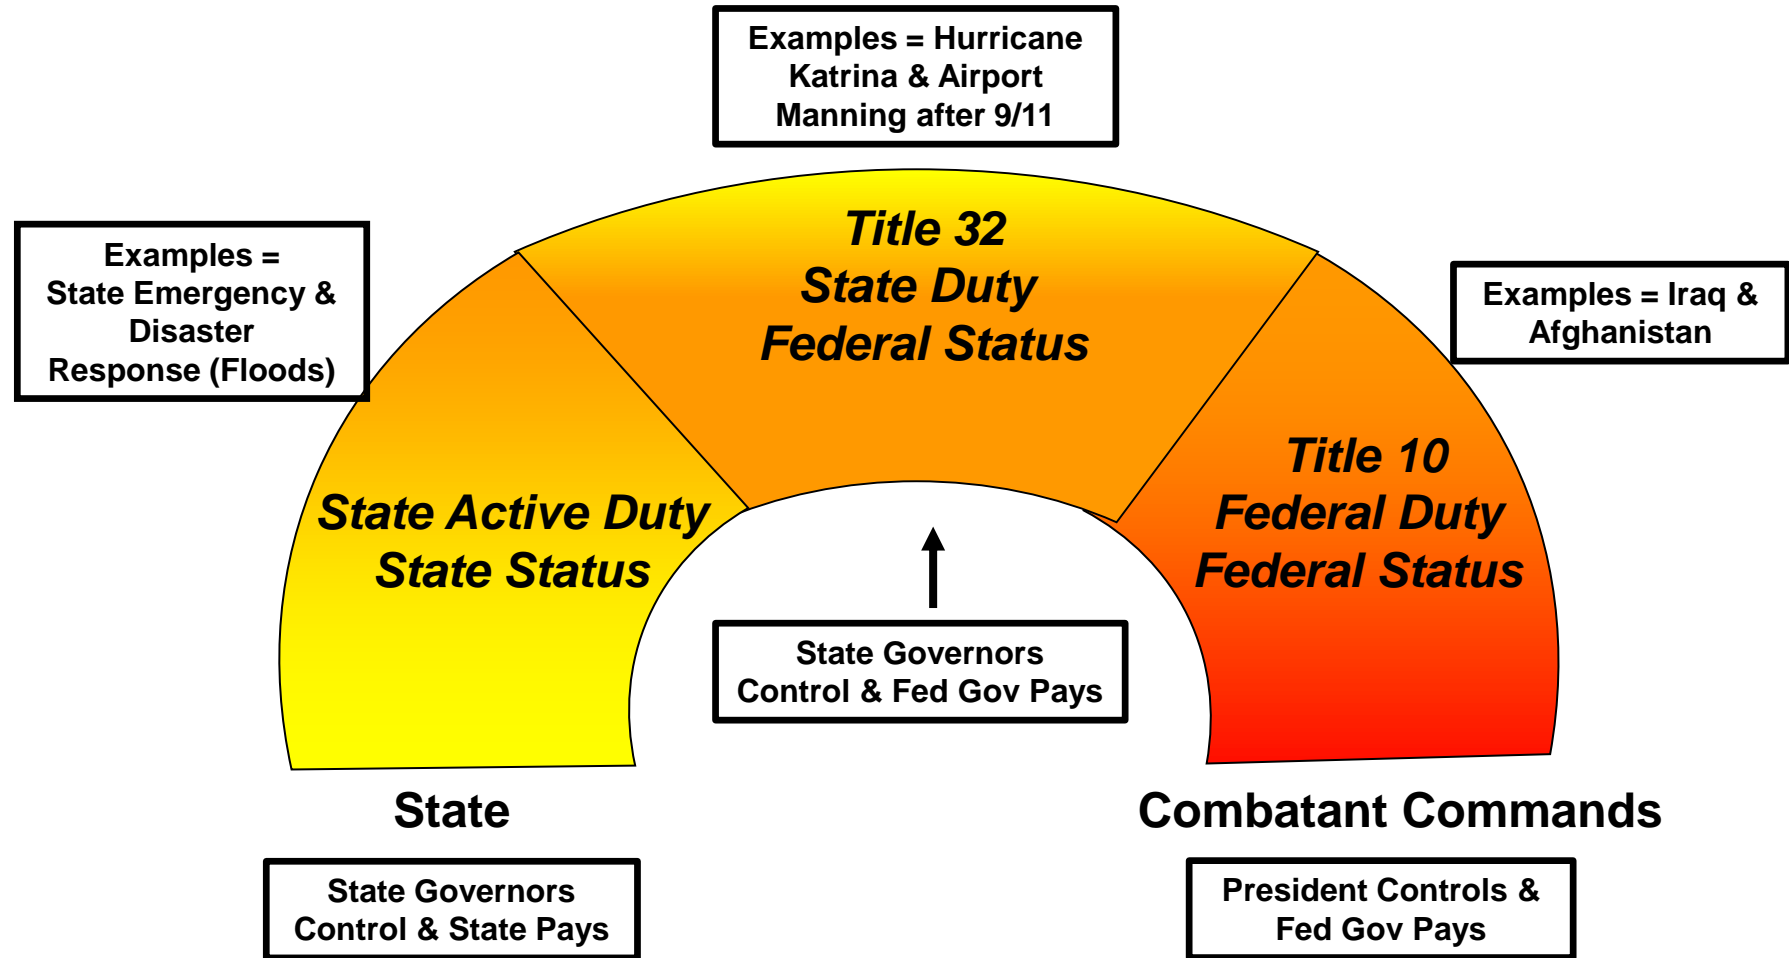 Examples = Hurricane
Katrina & Airport
Manning after 9/11
Examples =
State Emergency &
Disaster
Response (Floods)
Title 32
State Duty
Federal Status
Examples = Iraq &
Afghanistan
State Active Duty
State Status
Title 10
Federal Duty
Federal Status
State Governors
Control & Fed Gov Pays
State
Combatant Commands
State Governors
Control & State Pays
President Controls &
Fed Gov Pays